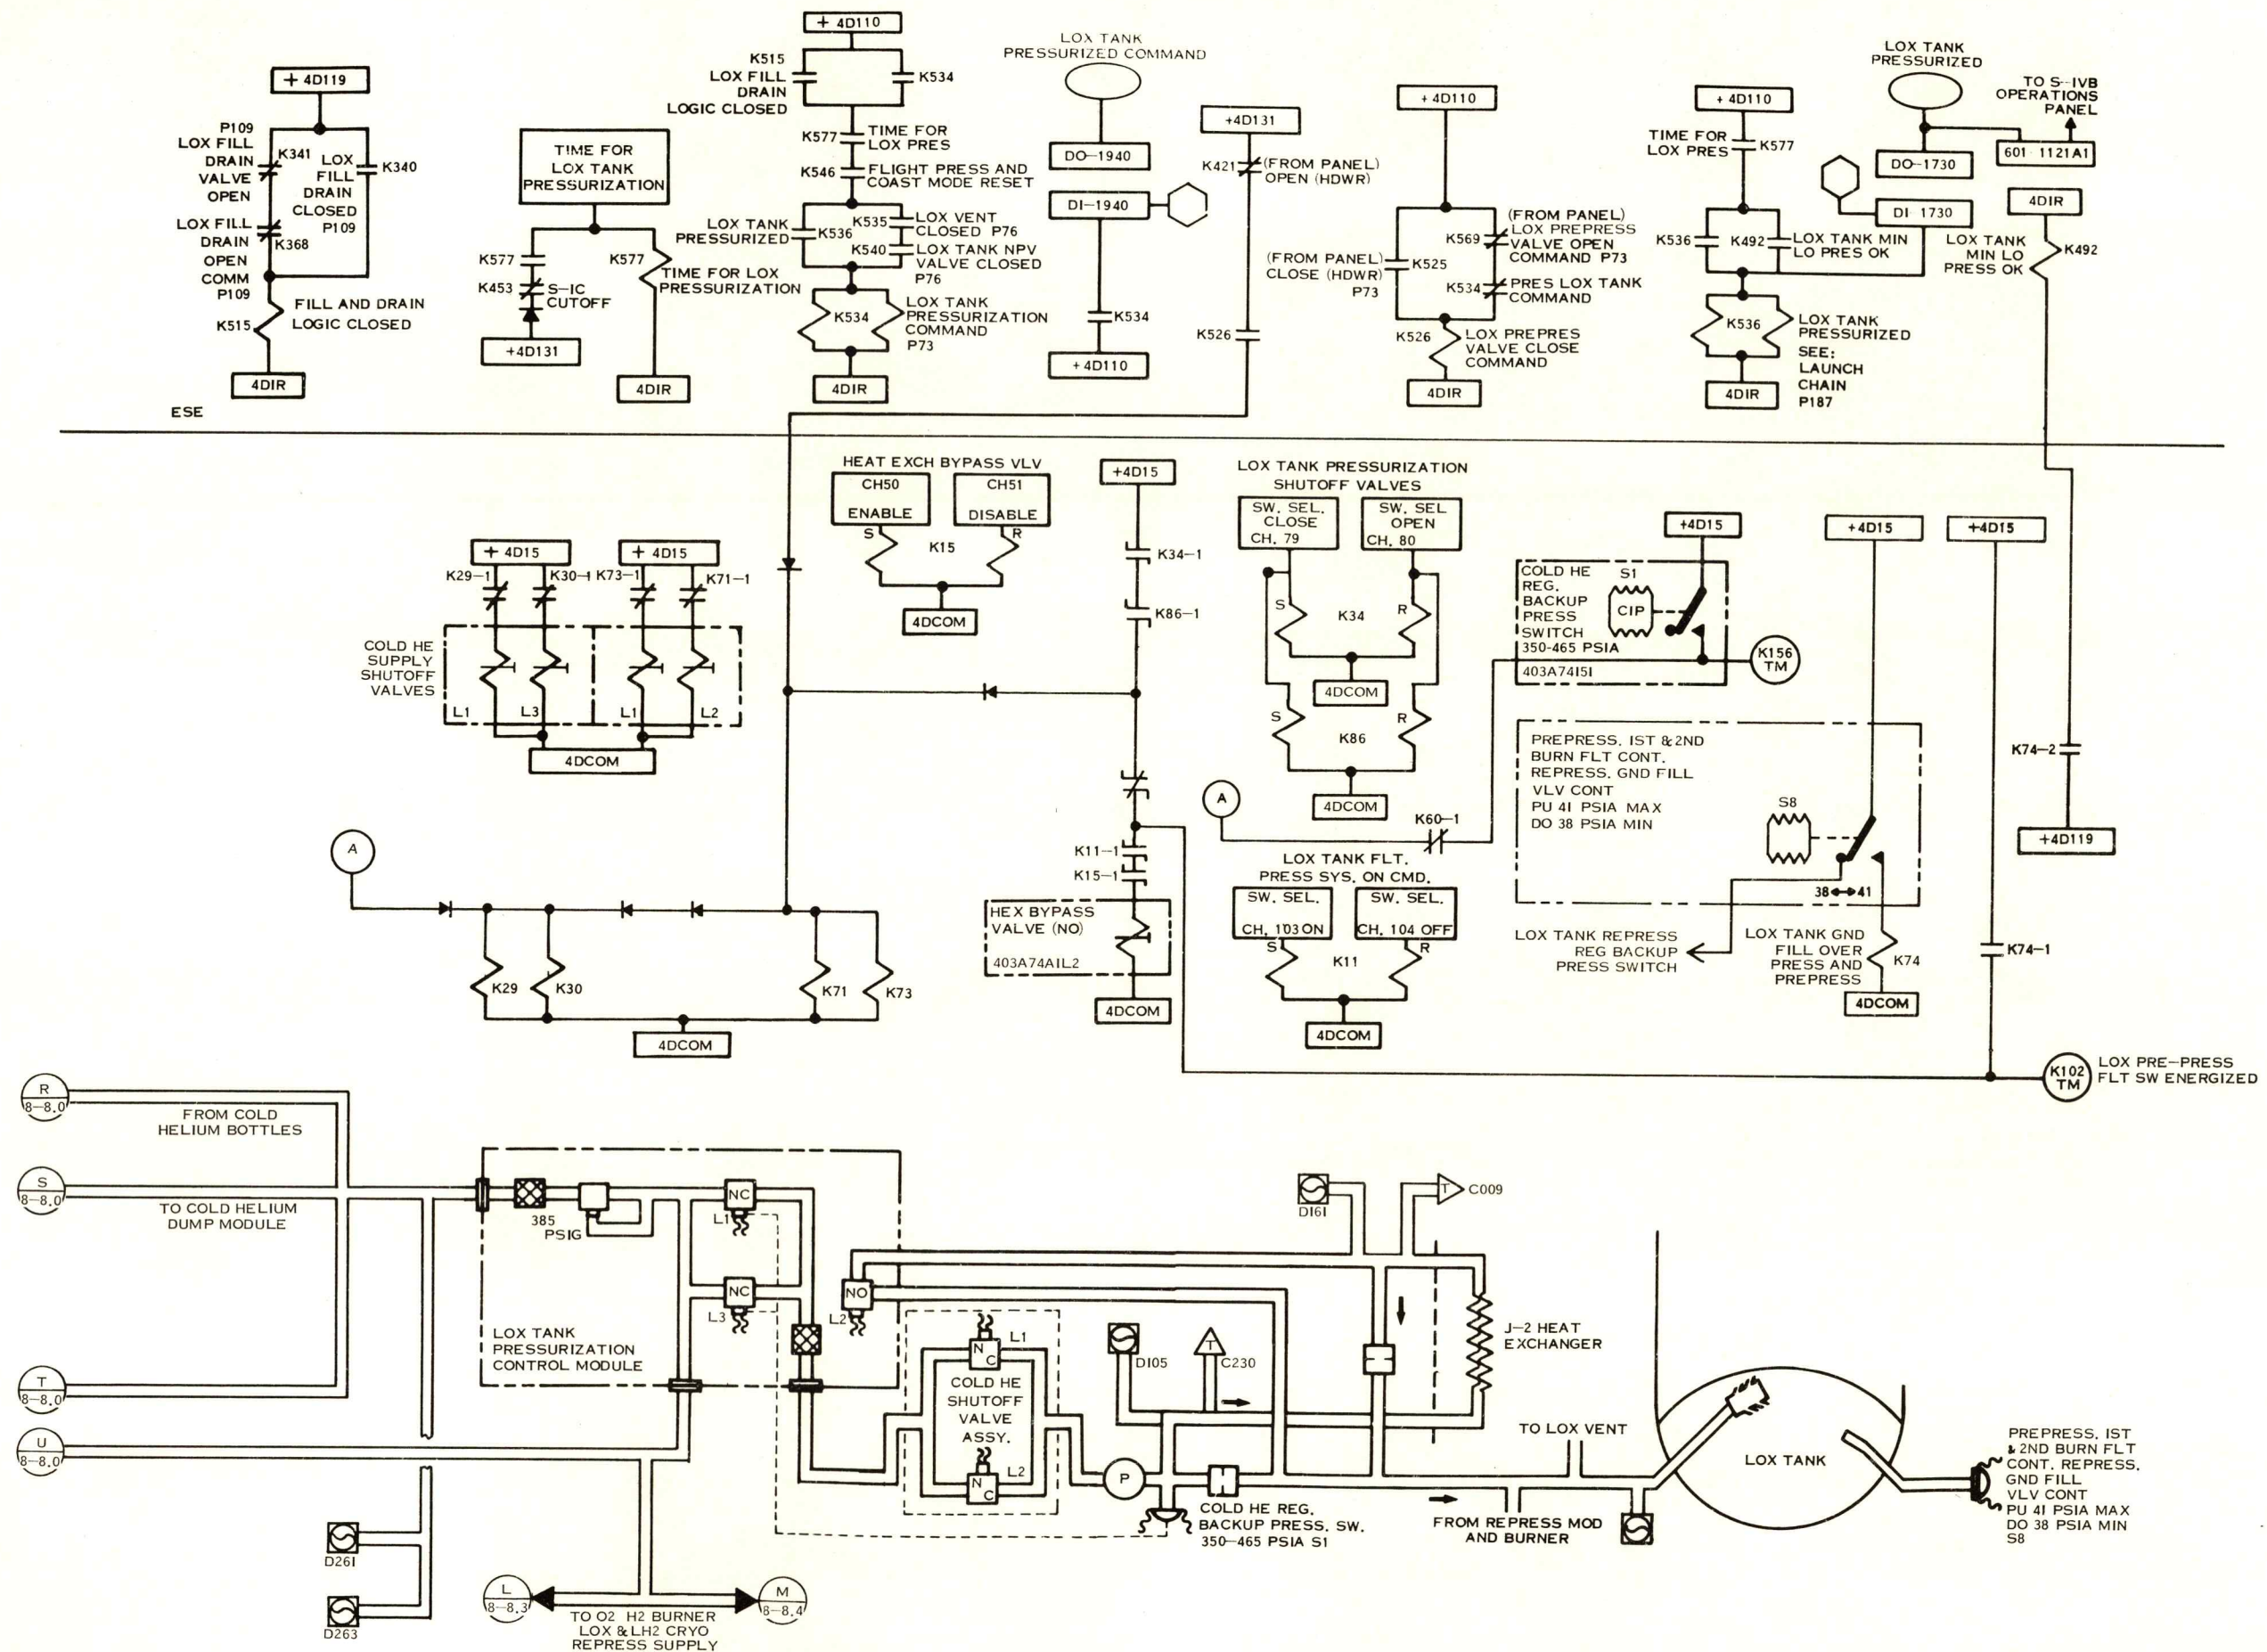 + 4D119
P109
LOX FILL
DRAIN
VALVE
OPEN
K341
LOX
FILL
DRAIN
CLOSED
P109
K340
LOX FILL
DRAIN
OPEN
COMM
P109
K368
K515
FILL AND DRAIN
LOGIC CLOSED
4DIR
ESE
TIME FOR
LOX TANK
PRESSURIZATION
K577
K453
S-IC
CUTOFF
+4D131
K577
TIME FOR LOX
PRESSURIZATION
4DIR
+ 4D110
K515
LOX FILL
DRAIN
LOGIC CLOSED
K534
K577
TIME FOR
LOX PRES
K546
FLIGHT PRESS AND
COAST MODE RESET
LOX TANK
PRESSURIZED
K536
K535
LOX VENT
CLOSED P76
K540
LOX TANK NPV
VALVE CLOSED
P76
K534
LOX TANK
PRESSURIZATION
COMMAND
P73
4DIR
LOX TANK
PRESSURIZED COMMAND
DO-1940
DI-1940
K534
+ 4D110
+4D131
K421
(FROM PANEL)
OPEN (HDWR)
K526
+ 4D110
(FROM PANEL)
CLOSE (HDWR)
P73
K525
K569
(FROM PANEL)
LOX PREPRESS
VALVE OPEN
COMMAND P73
K534
PRES LOX TANK
COMMAND
K526
LOX PREPRES
VALVE CLOSE
COMMAND
4DIR
+ 4D110
TIME FOR
LOX PRES
K577
K536
K492
LOX TANK MIN
LO PRES OK
K536
LOX TANK
PRESSURIZED
SEE:
LAUNCH
CHAIN
P187
4DIR
LOX TANK
PRESSURIZED
TO S-IVB
OPERATIONS
PANEL
DO-1730
601 1121A1
DI 1730
4DIR
LOX TANK
MIN LO
PRESS OK
K492
HEAT EXCH BYPASS VLV
CH50
ENABLE
CH51
DISABLE
S
K15
R
4DCOM
+ 4D15
+ 4D15
K29-1
K30-1
K73-1
K71-1
COLD HE
SUPPLY
SHUTOFF
VALVES
L1
L3
L1
L2
4DCOM
+4D15
K34-1
K86-1
LOX TANK PRESSURIZATION
SHUTOFF VALVES
SW. SEL.
CLOSE
CH. 79
SW. SEL
OPEN
CH. 80
S
K34
R
4DCOM
S
K86
R
4DCOM
+4D15
COLD HE
REG.
BACKUP
PRESS
SWITCH
350-465 PSIA
403A74151
S1
CIP
K156
TM
+4D15
+4D15
PREPRESS, IST & 2ND
BURN FLT CONT.
REPRESS. GND FILL
VLV CONT
PU 41 PSIA MAX
DO 38 PSIA MIN
S8
38 41
K74-2
+4D119
A
K60-1
LOX TANK FLT.
PRESS SYS. ON CMD.
SW. SEL.
CH. 103 ON
SW. SEL.
CH. 104 OFF
S
K11
R
4DCOM
LOX TANK REPRESS
REG BACKUP
PRESS SWITCH
LOX TANK GND
FILL OVER
PRESS AND
PREPRESS
K74
4DCOM
K74-1
A
K29
K30
K71
K73
4DCOM
K11-1
K15-1
HEX BYPASS
VALVE (NO)
403A74A1L2
4DCOM
K102
TM
LOX PRE-PRESS
FLT SW ENERGIZED
R
8-8.0
FROM COLD
HELIUM BOTTLES
S
8-8.0
TO COLD HELIUM
DUMP MODULE
T
8-8.0
U
8-8.0
385
PSIG
NC
L1
NC
L3
NO
L2
LOX TANK
PRESSURIZATION
CONTROL MODULE
N
C
L1
COLD HE
SHUTOFF
VALVE
ASSY.
N
C
L2
P
D105
T
C230
D161
T
C009
J-2 HEAT
EXCHANGER
COLD HE REG.
BACKUP PRESS. SW.
350-465 PSIA S1
FROM REPRESS MOD
AND BURNER
TO LOX VENT
LOX TANK
PREPRESS, IST
& 2ND BURN FLT
CONT. REPRESS.
GND FILL
VLV CONT
PU 41 PSIA MAX
DO 38 PSIA MIN
S8
D261
D263
L
8-8.3
M
8-8.4
TO O2 H2 BURNER
LOX & LH2 CRYO
REPRESS SUPPLY